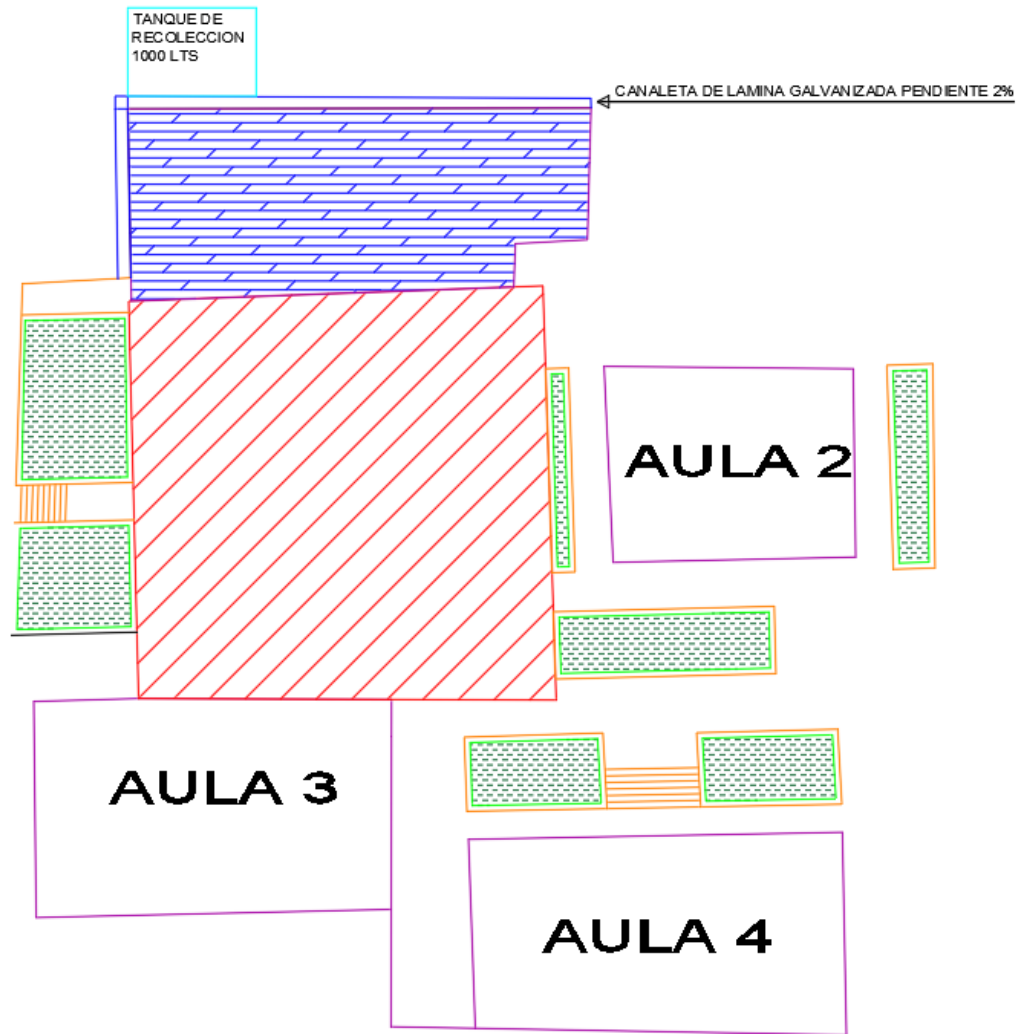 TANQUE DE
RECOLECCION
1000 LTS
CANALETA DE LAMINA GALVANIZADA PENDIENTE 2%
AULA 2
AULA 3
AULA 4